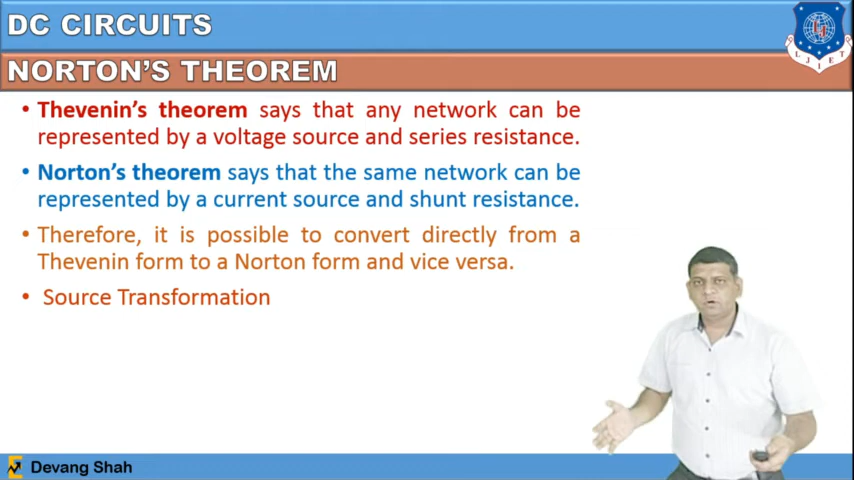 DC CIRCUITS
NORTON'S THEOREM
LJIET
• Thevenin's theorem says that any network can be
represented by a voltage source and series resistance.
• Norton's theorem says that the same network can be
represented by a current source and shunt resistance.
• Therefore, it is possible to convert directly from a
Thevenin form to a Norton form and vice versa.
• Source Transformation
Devang Shah